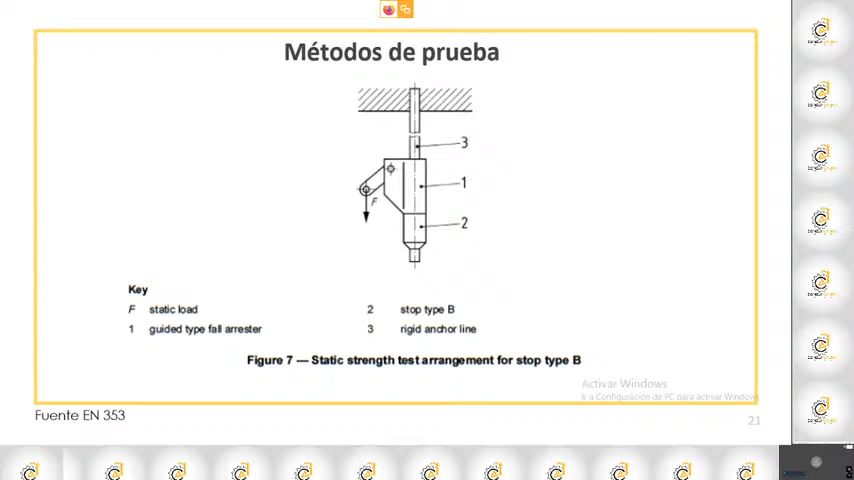 Métodos de prueba
3
1
F
2
Key
F static load
2 stop type B
1 guided type fall arrester
3 rigid anchor line
Figure 7 — Static strength test arrangement for stop type B
Activar Windows
Ir a Configuración de PC para activar Windows
Fuente EN 353
21